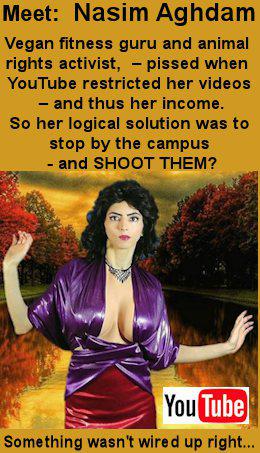 Meet:  Nasim Aghdam
Vegan fitness guru and animal
rights activist,  – pissed when
YouTube restricted her videos
– and thus her income.
So her logical solution was to
stop by the campus
- and SHOOT THEM?
YouTube
Something wasn't wired up right...